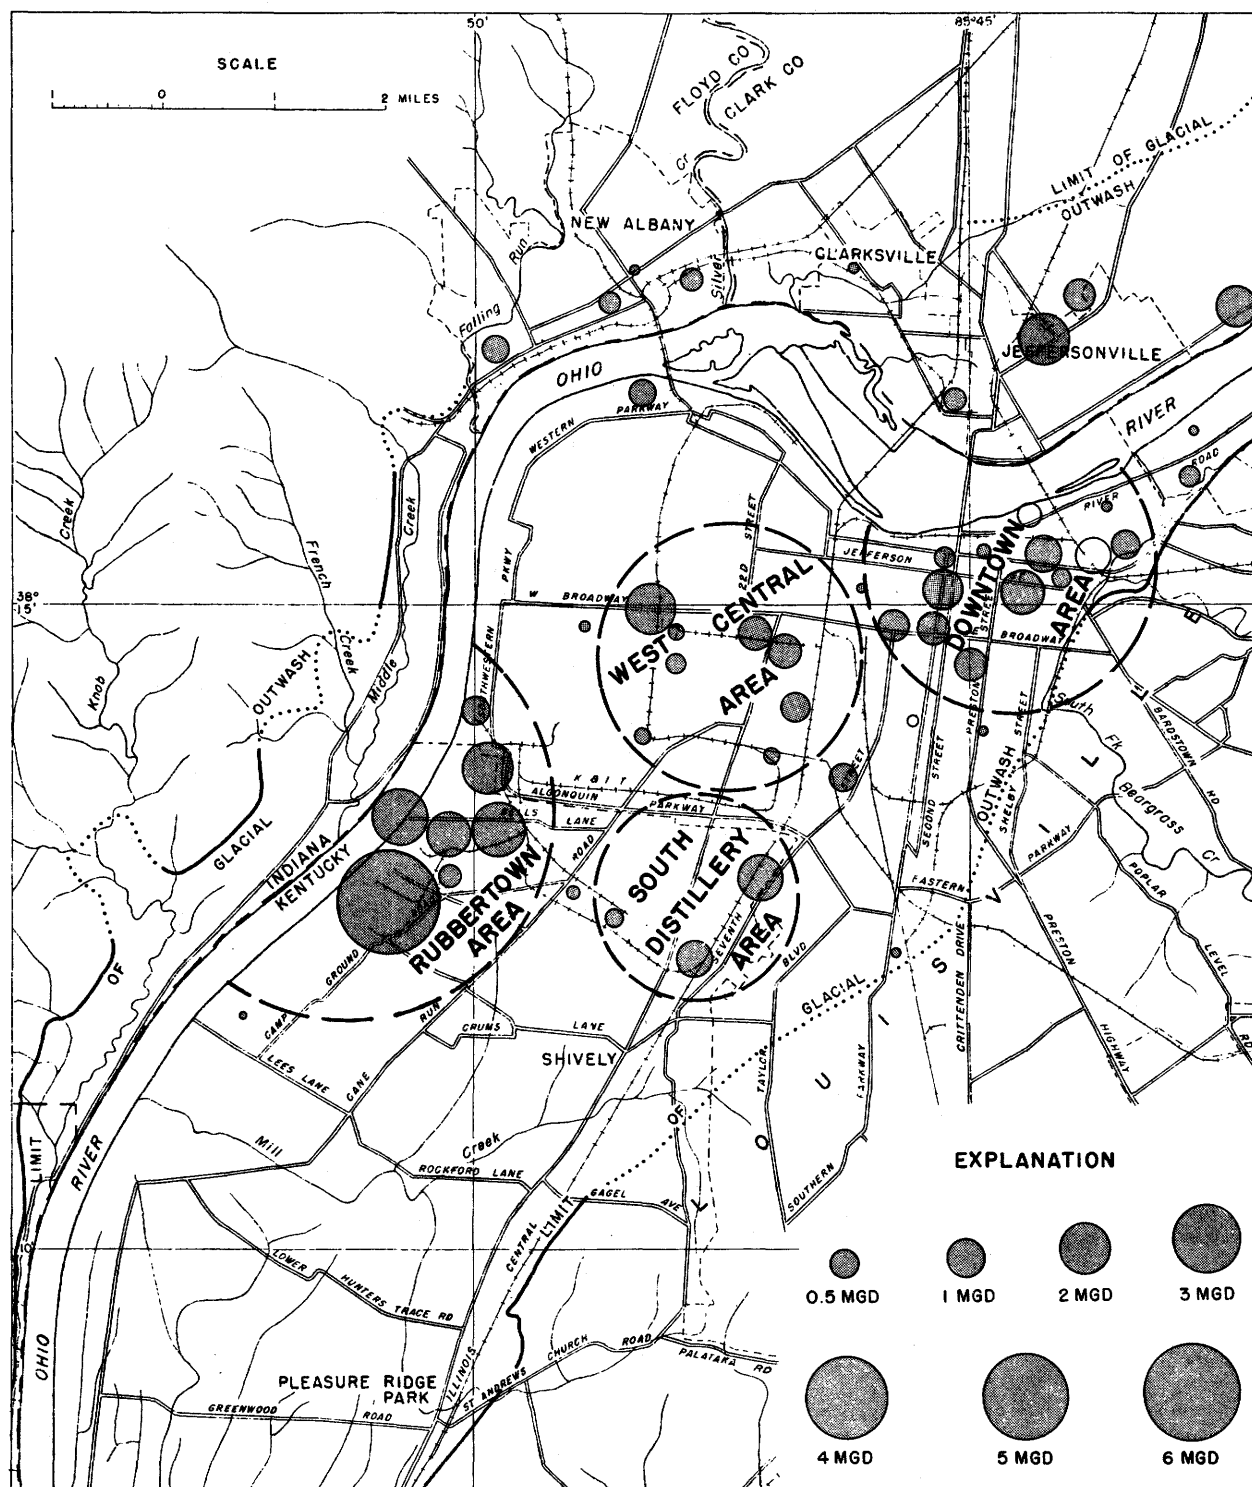 50'
85°45'
SCALE
0
2 MILES
FLOYD CO
CLARK CO
LIMIT OF GLACIAL
OUTWASH
Cr
Silver
NEW ALBANY
CLARKSVILLE
Run
Falling
JEFFERSONVILLE
OHIO
RIVER
WESTERN PARKWAY
RIVER ROAD
Creek
Creek
French
Creek
Middle
Knob
JEFFERSON
22D STREET
DOWNTOWN
AREA
STREET
38°
15'
W BROADWAY
E BROADWAY
PKWY
WEST CENTRAL
AREA
OUTWASH
PRESTON
STREET
South
Fk
Beargrass
Cr
BARDSTOWN
RD
SECOND
STREET
OUTWASH
SHELBY
K & I T
ALGONQUIN PARKWAY
BELLS LANE
ROAD
PARKWAY
POPLAR
LEVEL
RD
GLACIAL
INDIANA
KENTUCKY
SOUTH
DISTILLERY
AREA
SEVENTH
STREET
EASTERN
RUBBERTOWN
AREA
BLVD
CRITTENDEN DRIVE
PRESTON
HIGHWAY
OF
CAMP GROUND
CANE RUN
CRUMS LANE
LEES LANE
SHIVELY
GLACIAL
TAYLOR
SOUTHERN PARKWAY
L O U I S V I L L E
LIMIT
RIVER
Mill
Creek
ROCKFORD LANE
OF
GAGEL AVE
LIMIT
ILLINOIS CENTRAL
10'
LOWER HUNTERS TRACE RD
OHIO
ST ANDREWS CHURCH ROAD
PALATAKA RD
PLEASURE RIDGE
PARK
GREENWOOD ROAD
EXPLANATION
0.5 MGD
1 MGD
2 MGD
3 MGD
4 MGD
5 MGD
6 MGD